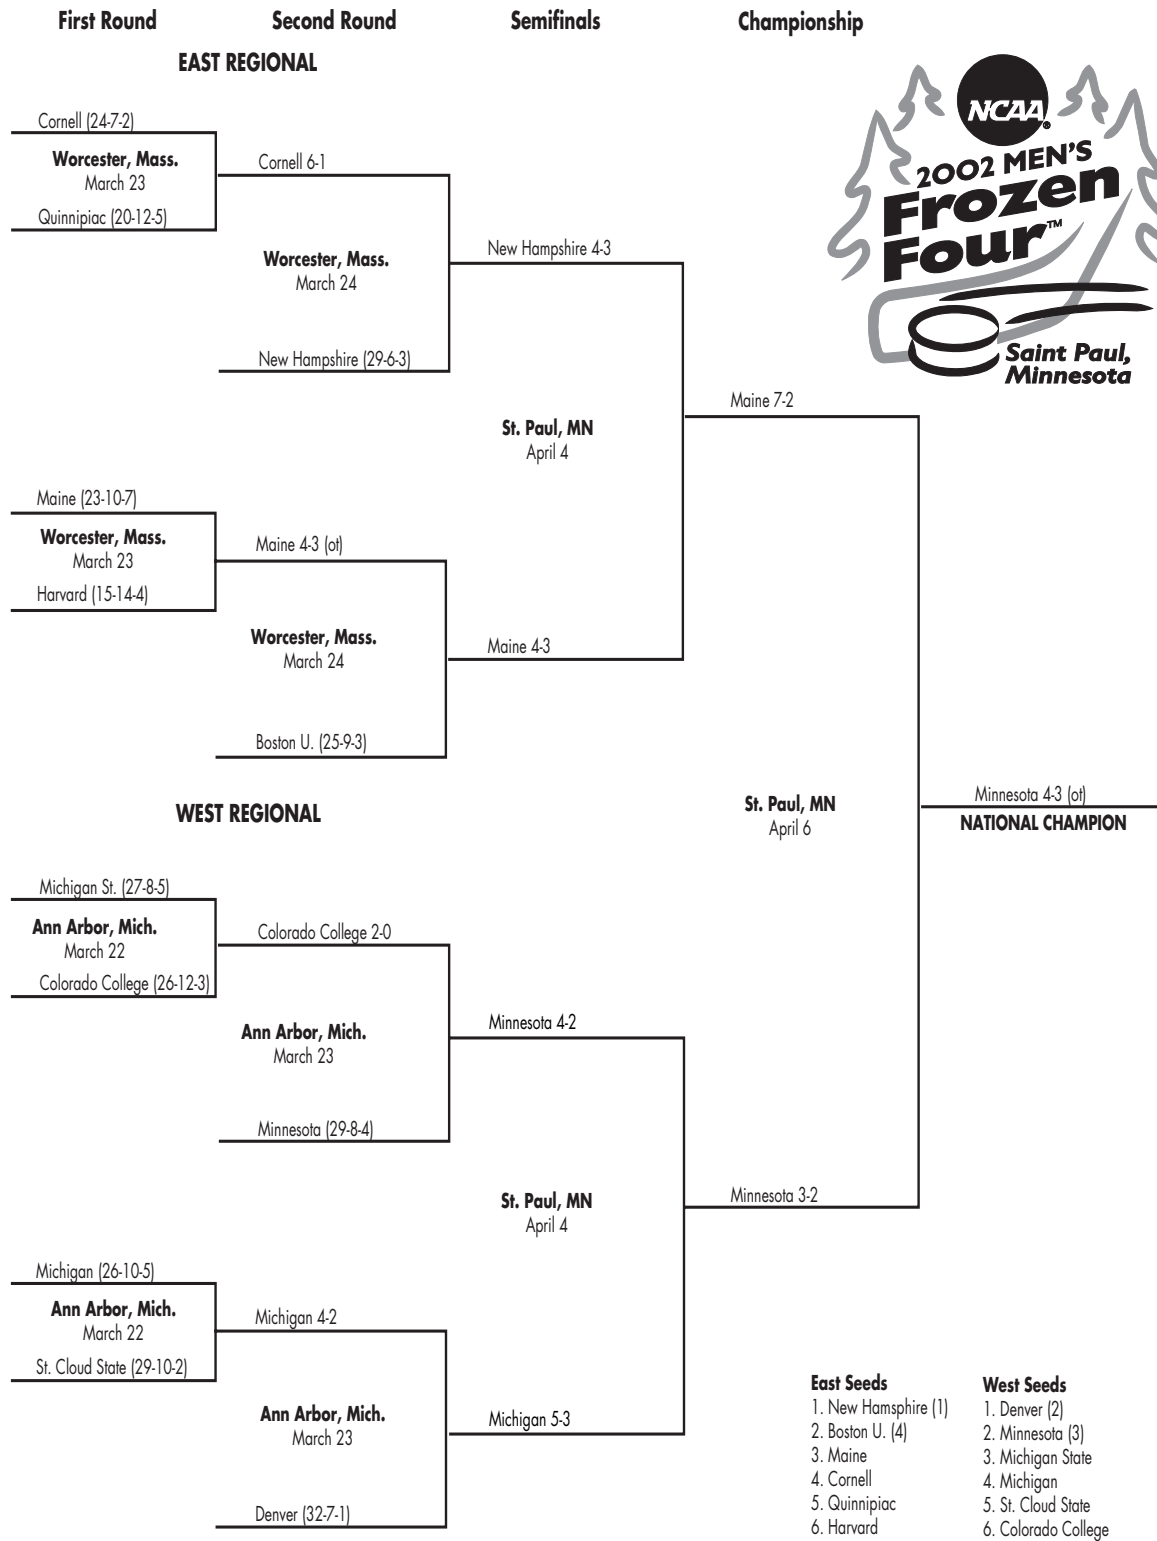 First Round
Second Round
Semifinals
Championship
EAST REGIONAL
NCAA®
2002 MEN'S
Frozen
Four™
Saint Paul,
Minnesota
Cornell (24-7-2)
Worcester, Mass.
March 23
Quinnipiac (20-12-5)
Cornell 6-1
Worcester, Mass.
March 24
New Hampshire (29-6-3)
New Hampshire 4-3
St. Paul, MN
April 4
Maine 7-2
Maine (23-10-7)
Worcester, Mass.
March 23
Harvard (15-14-4)
Maine 4-3 (ot)
Worcester, Mass.
March 24
Boston U. (25-9-3)
Maine 4-3
St. Paul, MN
April 6
Minnesota 4-3 (ot)
NATIONAL CHAMPION
WEST REGIONAL
Michigan St. (27-8-5)
Ann Arbor, Mich.
March 22
Colorado College (26-12-3)
Colorado College 2-0
Ann Arbor, Mich.
March 23
Minnesota (29-8-4)
Minnesota 4-2
St. Paul, MN
April 4
Minnesota 3-2
Michigan (26-10-5)
Ann Arbor, Mich.
March 22
St. Cloud State (29-10-2)
Michigan 4-2
Ann Arbor, Mich.
March 23
Denver (32-7-1)
Michigan 5-3
East Seeds
1. New Hamsphire (1)
2. Boston U. (4)
3. Maine
4. Cornell
5. Quinnipiac
6. Harvard
West Seeds
1. Denver (2)
2. Minnesota (3)
3. Michigan State
4. Michigan
5. St. Cloud State
6. Colorado College